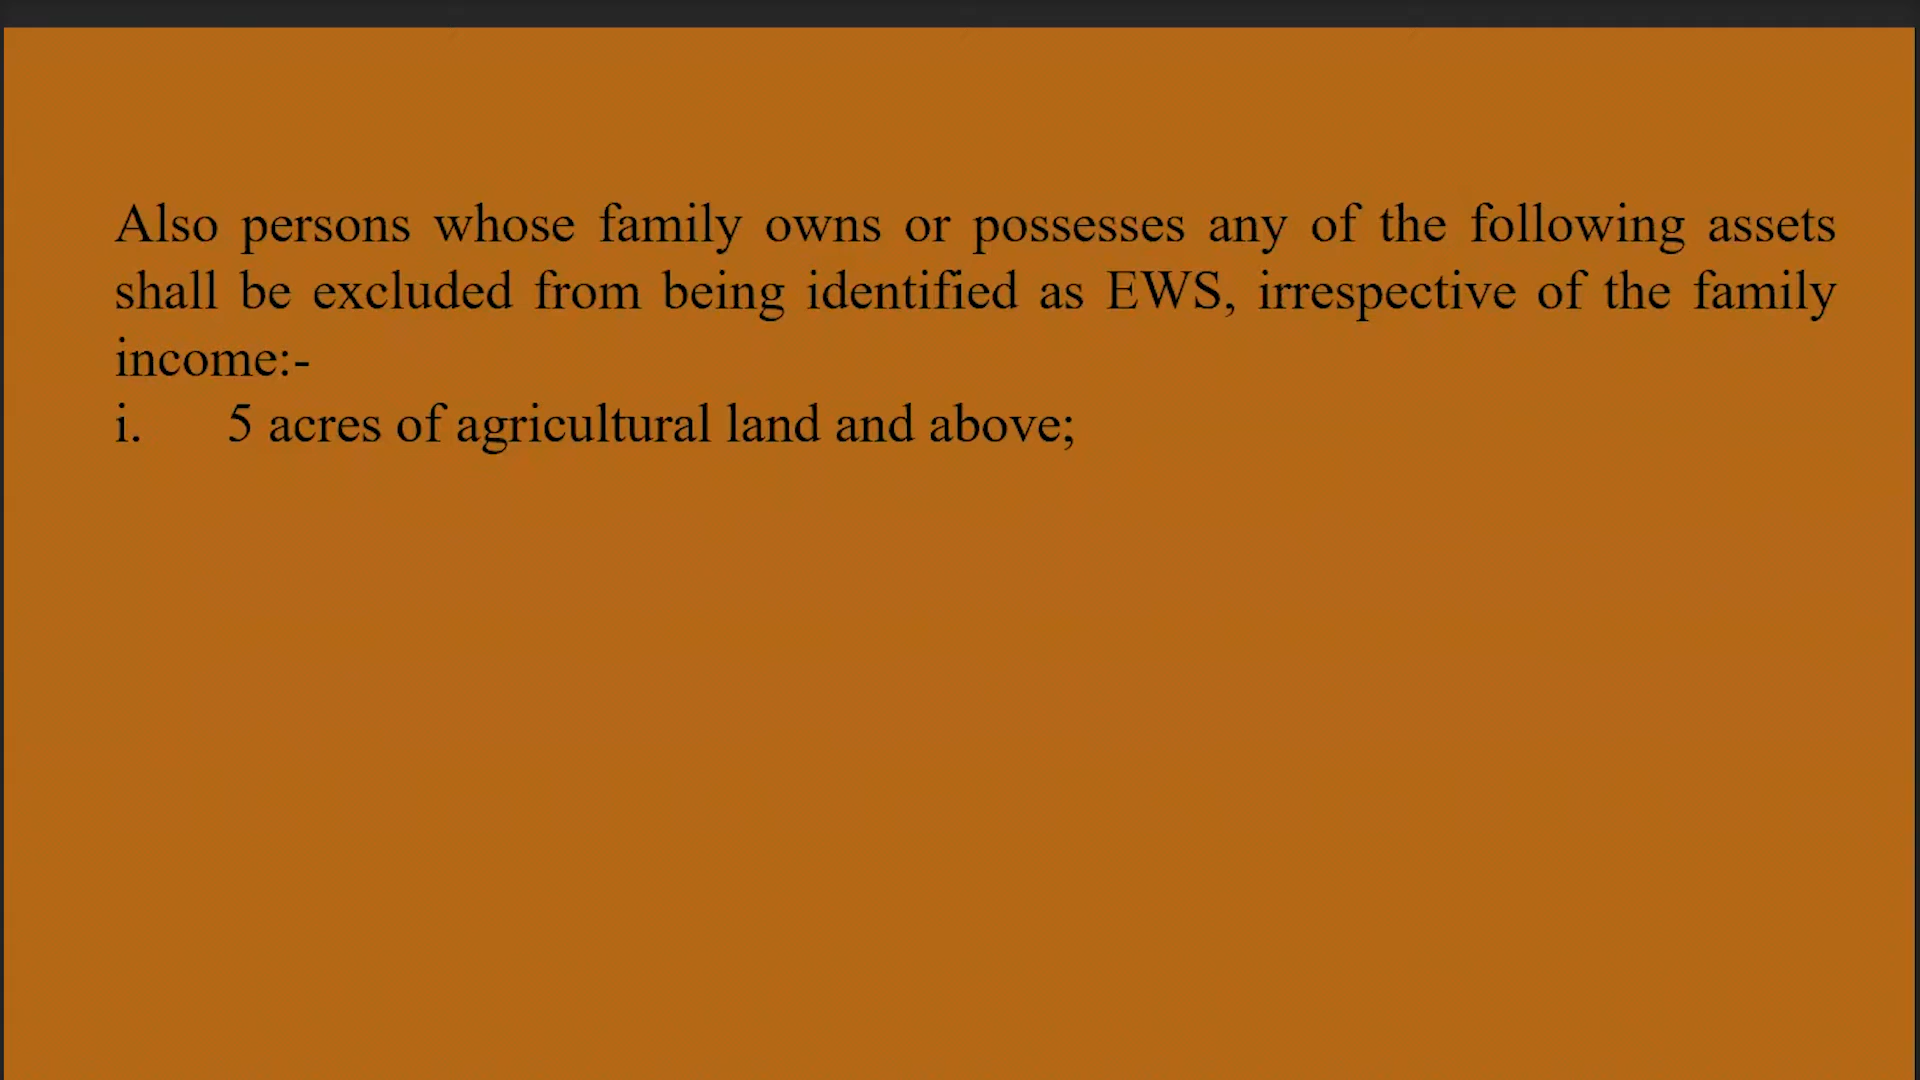 Also persons whose family owns or possesses any of the following assets
shall be excluded from being identified as EWS, irrespective of the family
income:-
i. 5 acres of agricultural land and above;